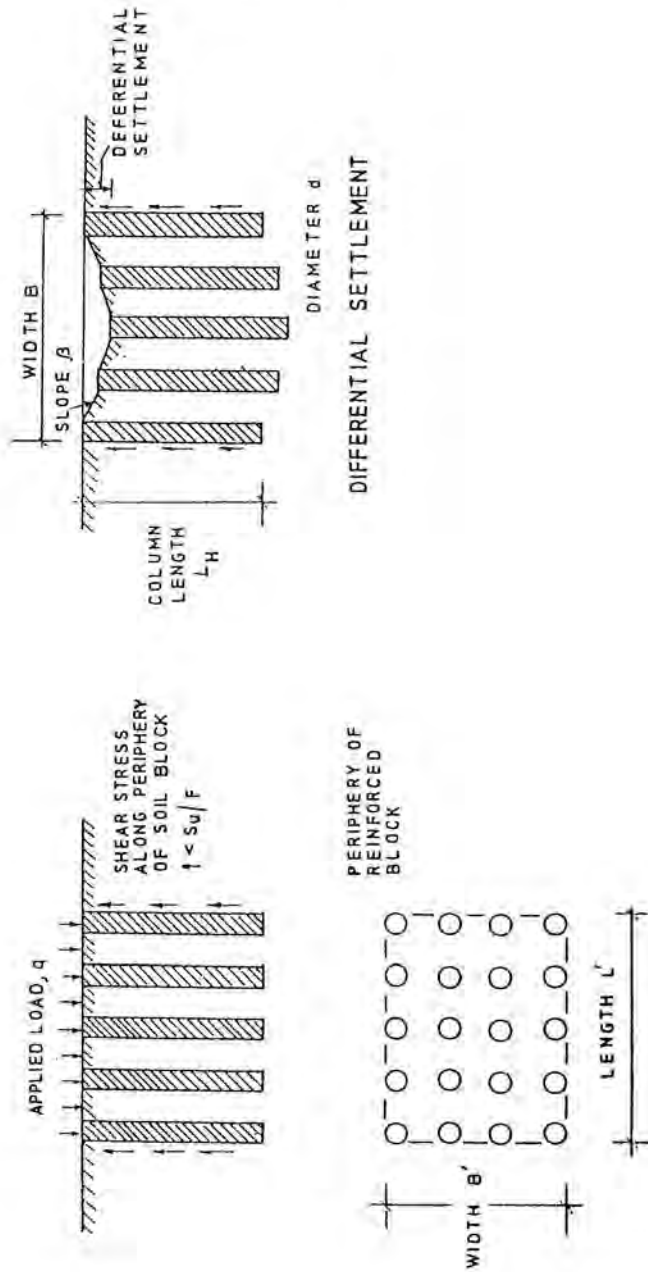 APPLIED LOAD, q
SHEAR STRESS
ALONG PERIPHERY
OF SOIL BLOCK
↑ < Su/F
PERIPHERY OF
REINFORCED
BLOCK
WIDTH B'
LENGTH L'
WIDTH B
SLOPE β
DEFERENTIAL
SETTLEMENT
COLUMN
LENGTH
LH
DIAMETER d
DIFFERENTIAL SETTLEMENT